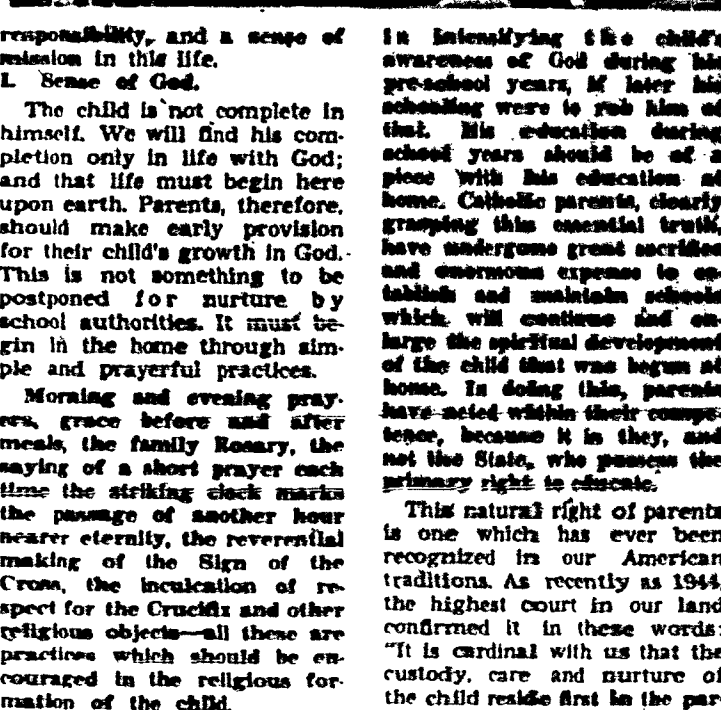 responsibility, and a sense of
mission in this life.
I. Sense of God.
The child is not complete in
himself. We will find his com-
pletion only in life with God;
and that life must begin here
upon earth. Parents, therefore,
should make early provision
for their child's growth in God.
This is not something to be
postponed for nurture by
school authorities. It must be-
gin in the home through sim-
ple and prayerful practices.
Morning and evening pray-
ers, grace before and after
meals, the family Rosary, the
saying of a short prayer each
time the striking clock marks
the passage of another hour
nearer eternity, the reverential
making of the Sign of the
Cross, the inculcation of re-
spect for the Crucifix and other
religious objects—all these are
practices which should be en-
couraged in the religious for-
mation of the child.
in intensifying the child's
awareness of God during his
pre-school years, if later his
schooling were to rob him of
that. His education during
school years should be of a
piece with his education at
home. Catholic parents, clearly
grasping this essential truth,
have undergone great sacrifice
and enormous expense to es-
tablish and maintain schools
which will continue and en-
large the spiritual development
of the child that was begun at
home. In doing this, parents
have acted within their compe-
tence, because it is they, and
not the State, who possess the
primary right to educate.
This natural right of parents
is one which has ever been
recognized in our American
traditions. As recently as 1944,
the highest court in our land
confirmed it in these words:
"It is cardinal with us that the
custody, care and nurture of
the child reside first in the par-